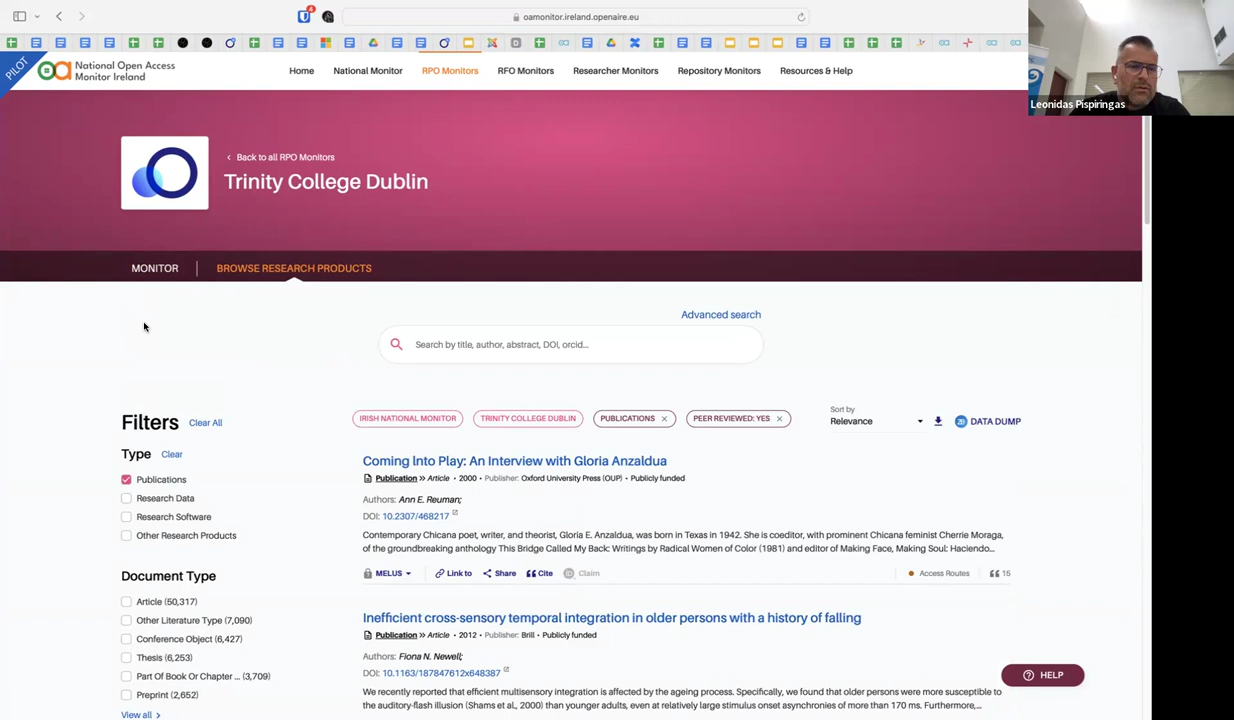 4
oamonitor.ireland.openaire.eu
PILOT
National Open Access
Monitor Ireland
Home National Monitor RPO Monitors RFO Monitors Researcher Monitors Repository Monitors Resources & Help
Leonidas Pispiringas
Back to all RPO Monitors
Trinity College Dublin
MONITOR BROWSE RESEARCH PRODUCTS
Advanced search
Search by title, author, abstract, DOI, orcid...
Filters Clear All
IRISH NATIONAL MONITOR TRINITY COLLEGE DUBLIN PUBLICATIONS PEER REVIEWED: YES
Sort by
Relevance
DATA DUMP
Type Clear
Publications
Research Data
Research Software
Other Research Products
Document Type
Article (50,317)
Other Literature Type (7,090)
Conference Object (6,427)
Thesis (6,253)
Part Of Book Or Chapter ... (3,709)
Preprint (2,652)
View all
Coming Into Play: An Interview with Gloria Anzaldua
Publication » Article • 2000 • Publisher: Oxford University Press (OUP) • Publicly funded
Authors: Ann E. Reuman;
DOI: 10.2307/468217
Contemporary Chicana poet, writer, and theorist, Gloria E. Anzaldua, was born in Texas in 1942. She is coeditor, with prominent Chicana feminist Cherrie Moraga,
of the groundbreaking anthology This Bridge Called My Back: Writings by Radical Women of Color (1981) and editor of Making Face, Making Soul: Haciendo...
MELUS Link to Share Cite iD Claim Access Routes 15
Inefficient cross-sensory temporal integration in older persons with a history of falling
Publication » Article • 2012 • Publisher: Brill • Publicly funded
Authors: Fiona N. Newell;
DOI: 10.1163/187847612x648387
We recently reported that efficient multisensory integration is affected by the ageing process. Specifically, we found that older persons were more susceptible to
the auditory-flash illusion (Shams et al., 2000) than younger adults, even at relatively large stimulus onset asynchronies of more than 170 ms. Furthermore,...
HELP